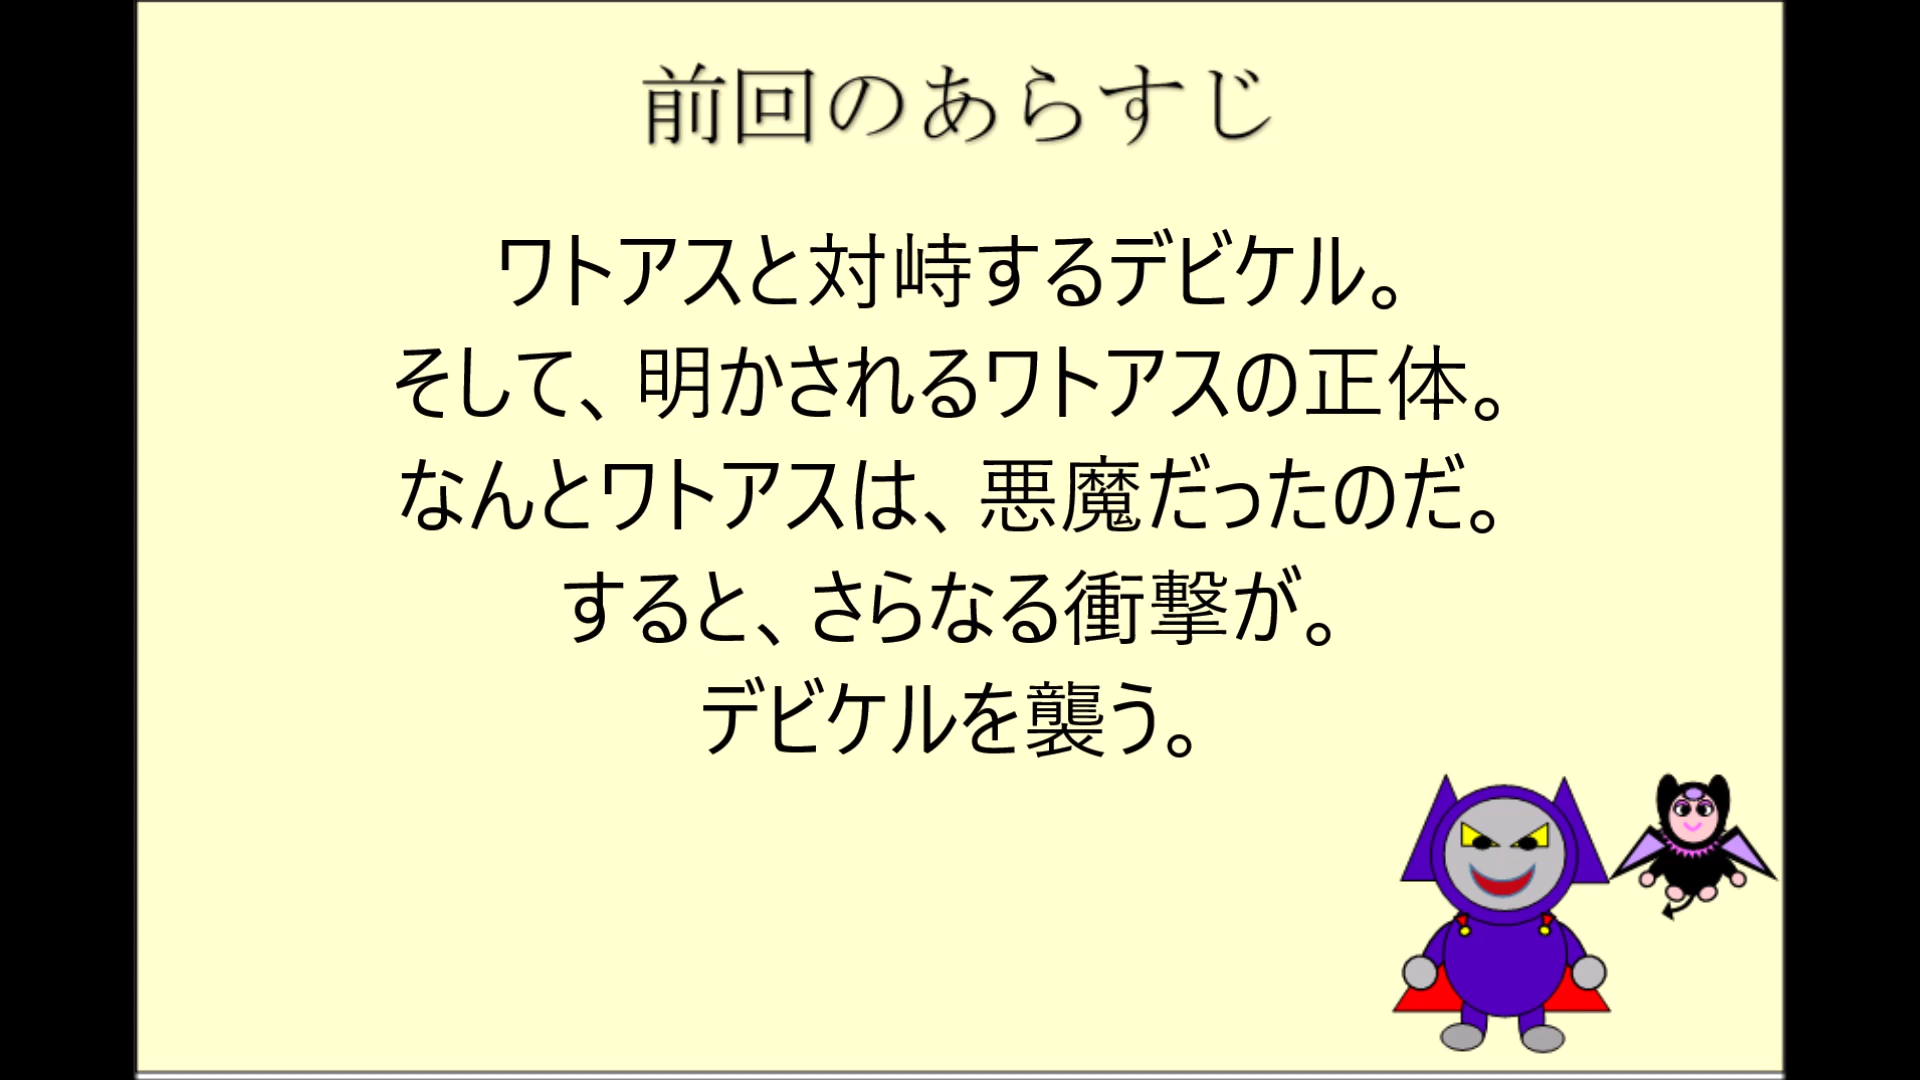 前回のあらすじ
ワトアスと対峙するデビケル。
そして、明かされるワトアスの正体。
なんとワトアスは、悪魔だったのだ。
すると、さらなる衝撃が。
デビケルを襲う。